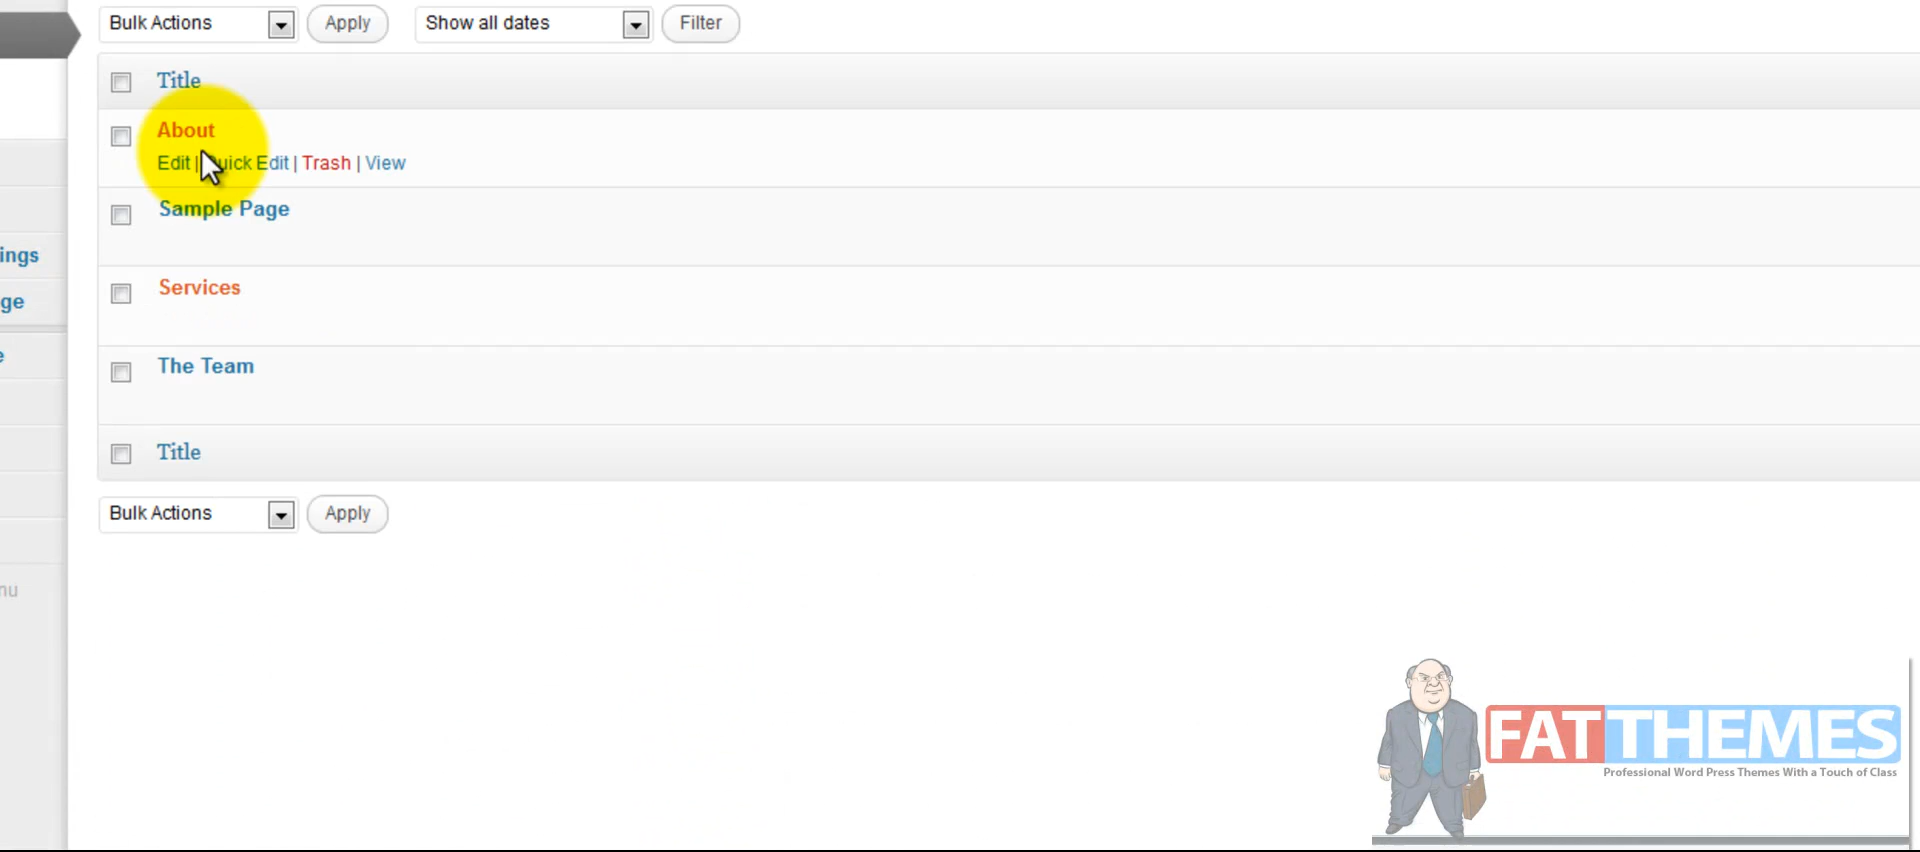 Bulk Actions Apply Show all dates Filter
Title
About
Edit | Quick Edit | Trash | View
Sample Page
ings
Services
ge
e
The Team
Title
Bulk Actions Apply
nu
FATTHEMES
Professional Word Press Themes With a Touch of Class